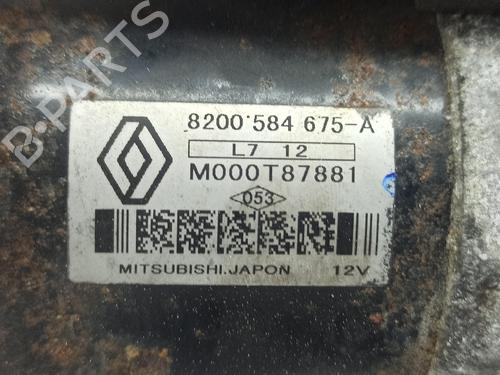 B-PARTS
8200 584 675-A
L7 12
M000T87881
053
MITSUBISHI.JAPON 12V